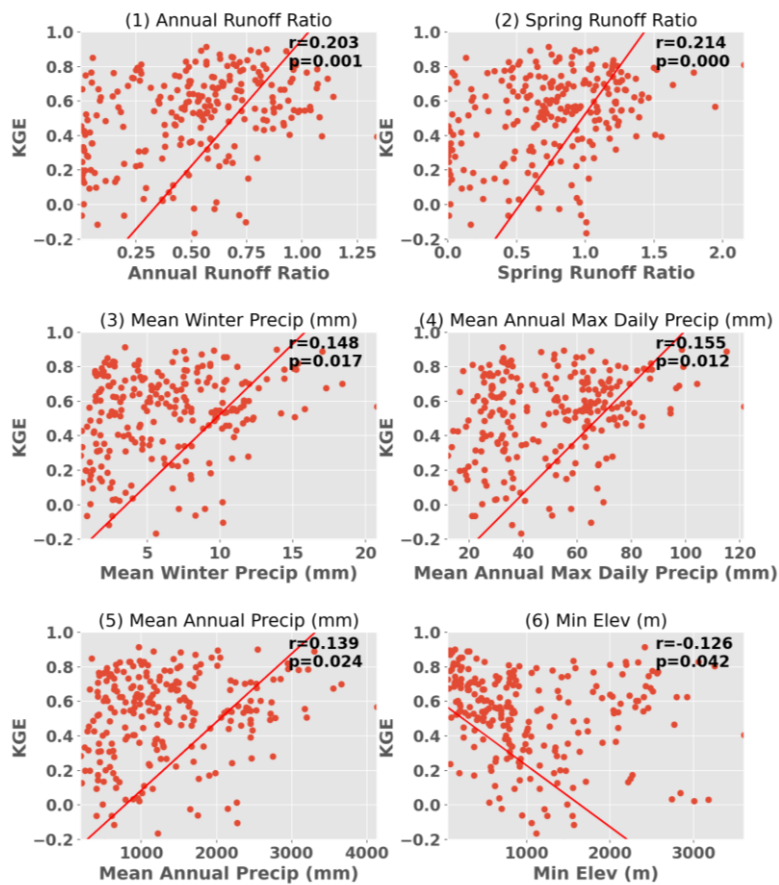 (1) Annual Runoff Ratio
r=0.203
p=0.001
KGE
1.0
0.8
0.6
0.4
0.2
0.0
−0.2
0.25
0.50
0.75
1.00
1.25
Annual Runoff Ratio
(2) Spring Runoff Ratio
r=0.214
p=0.000
KGE
1.0
0.8
0.6
0.4
0.2
0.0
−0.2
0.0
0.5
1.0
1.5
2.0
Spring Runoff Ratio
(3) Mean Winter Precip (mm)
r=0.148
p=0.017
KGE
1.0
0.8
0.6
0.4
0.2
0.0
−0.2
5
10
15
20
Mean Winter Precip (mm)
(4) Mean Annual Max Daily Precip (mm)
r=0.155
p=0.012
KGE
1.0
0.8
0.6
0.4
0.2
0.0
−0.2
20
40
60
80
100
120
Mean Annual Max Daily Precip (mm)
(5) Mean Annual Precip (mm)
r=0.139
p=0.024
KGE
1.0
0.8
0.6
0.4
0.2
0.0
−0.2
1000
2000
3000
4000
Mean Annual Precip (mm)
(6) Min Elev (m)
r=-0.126
p=0.042
KGE
1.0
0.8
0.6
0.4
0.2
0.0
−0.2
1000
2000
3000
Min Elev (m)